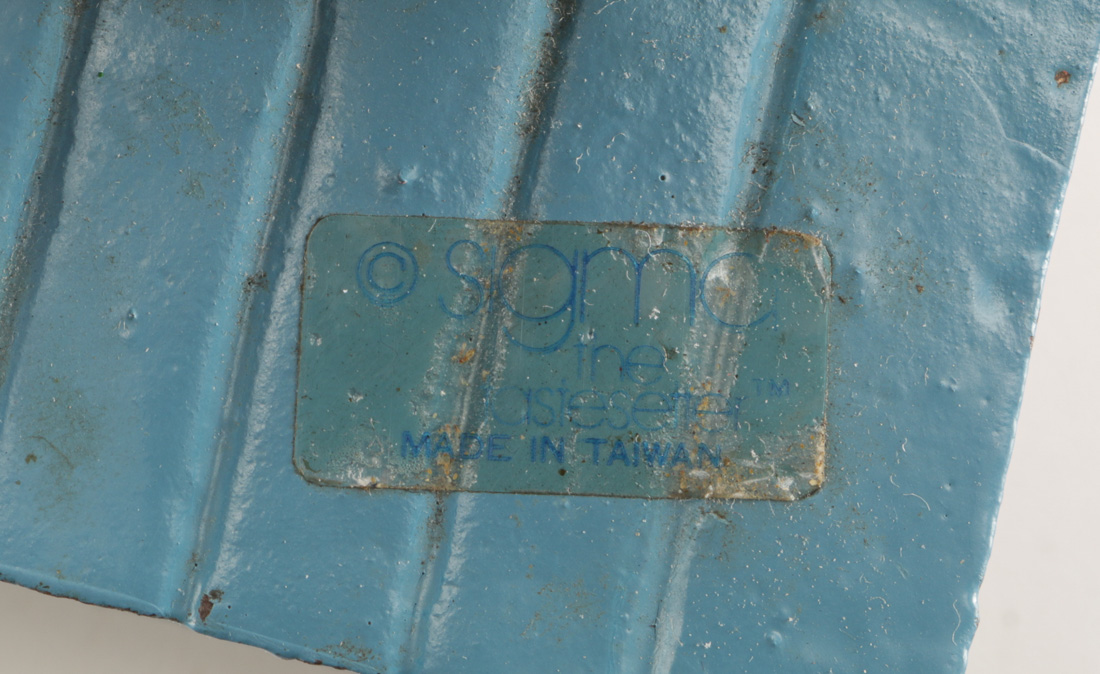 © sigma
the
tastesetter™
MADE IN TAIWAN